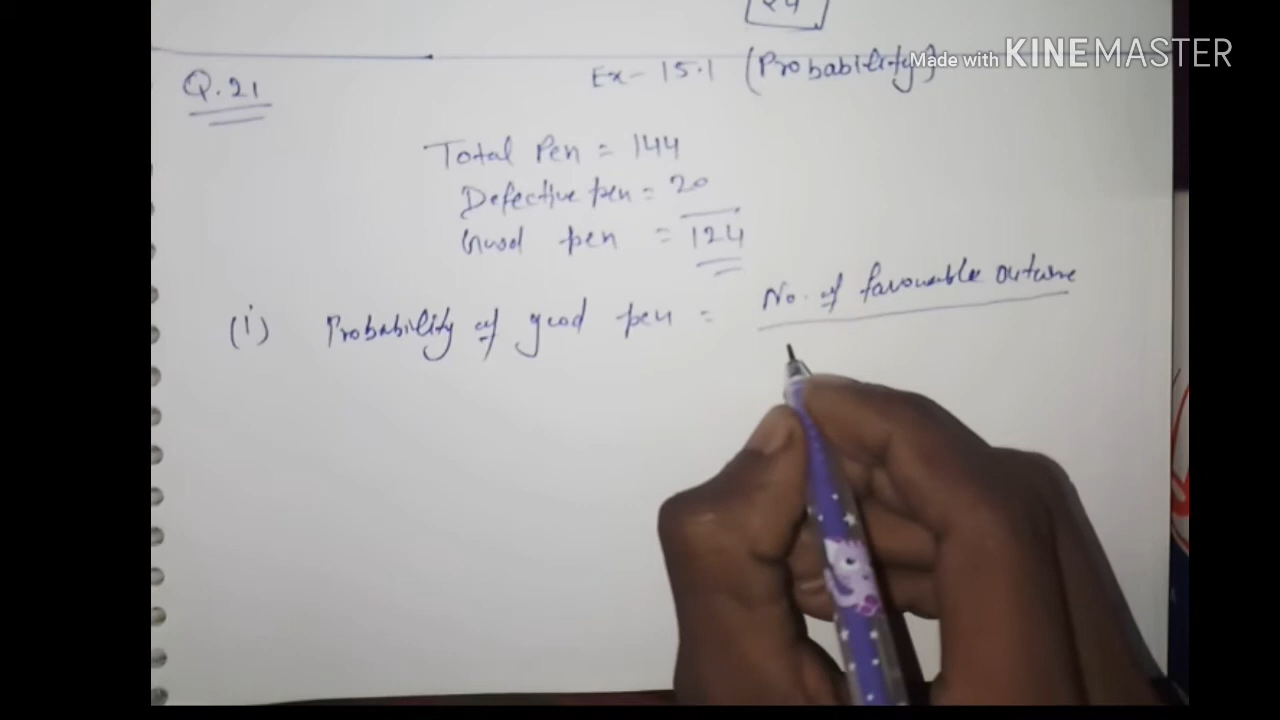 Made with KINEMASTER
Q.21
Ex-15.1 (Probability)
Total Pen = 144
Defective pen = 20
Good pen = 124
(i) Probability of good pen = No. of favourable outcome